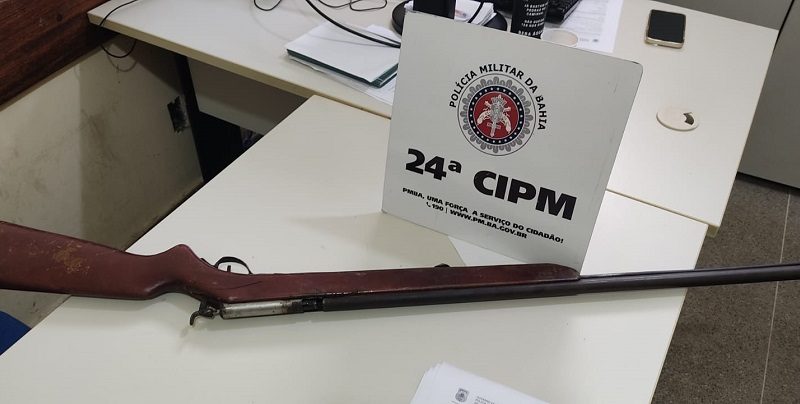 POLÍCIA MILITAR DA BAHIA
24ª CIPM
PMBA, UMA FORÇA A SERVIÇO DO CIDADÃO!
190 | WWW.PM.BA.GOV.BR